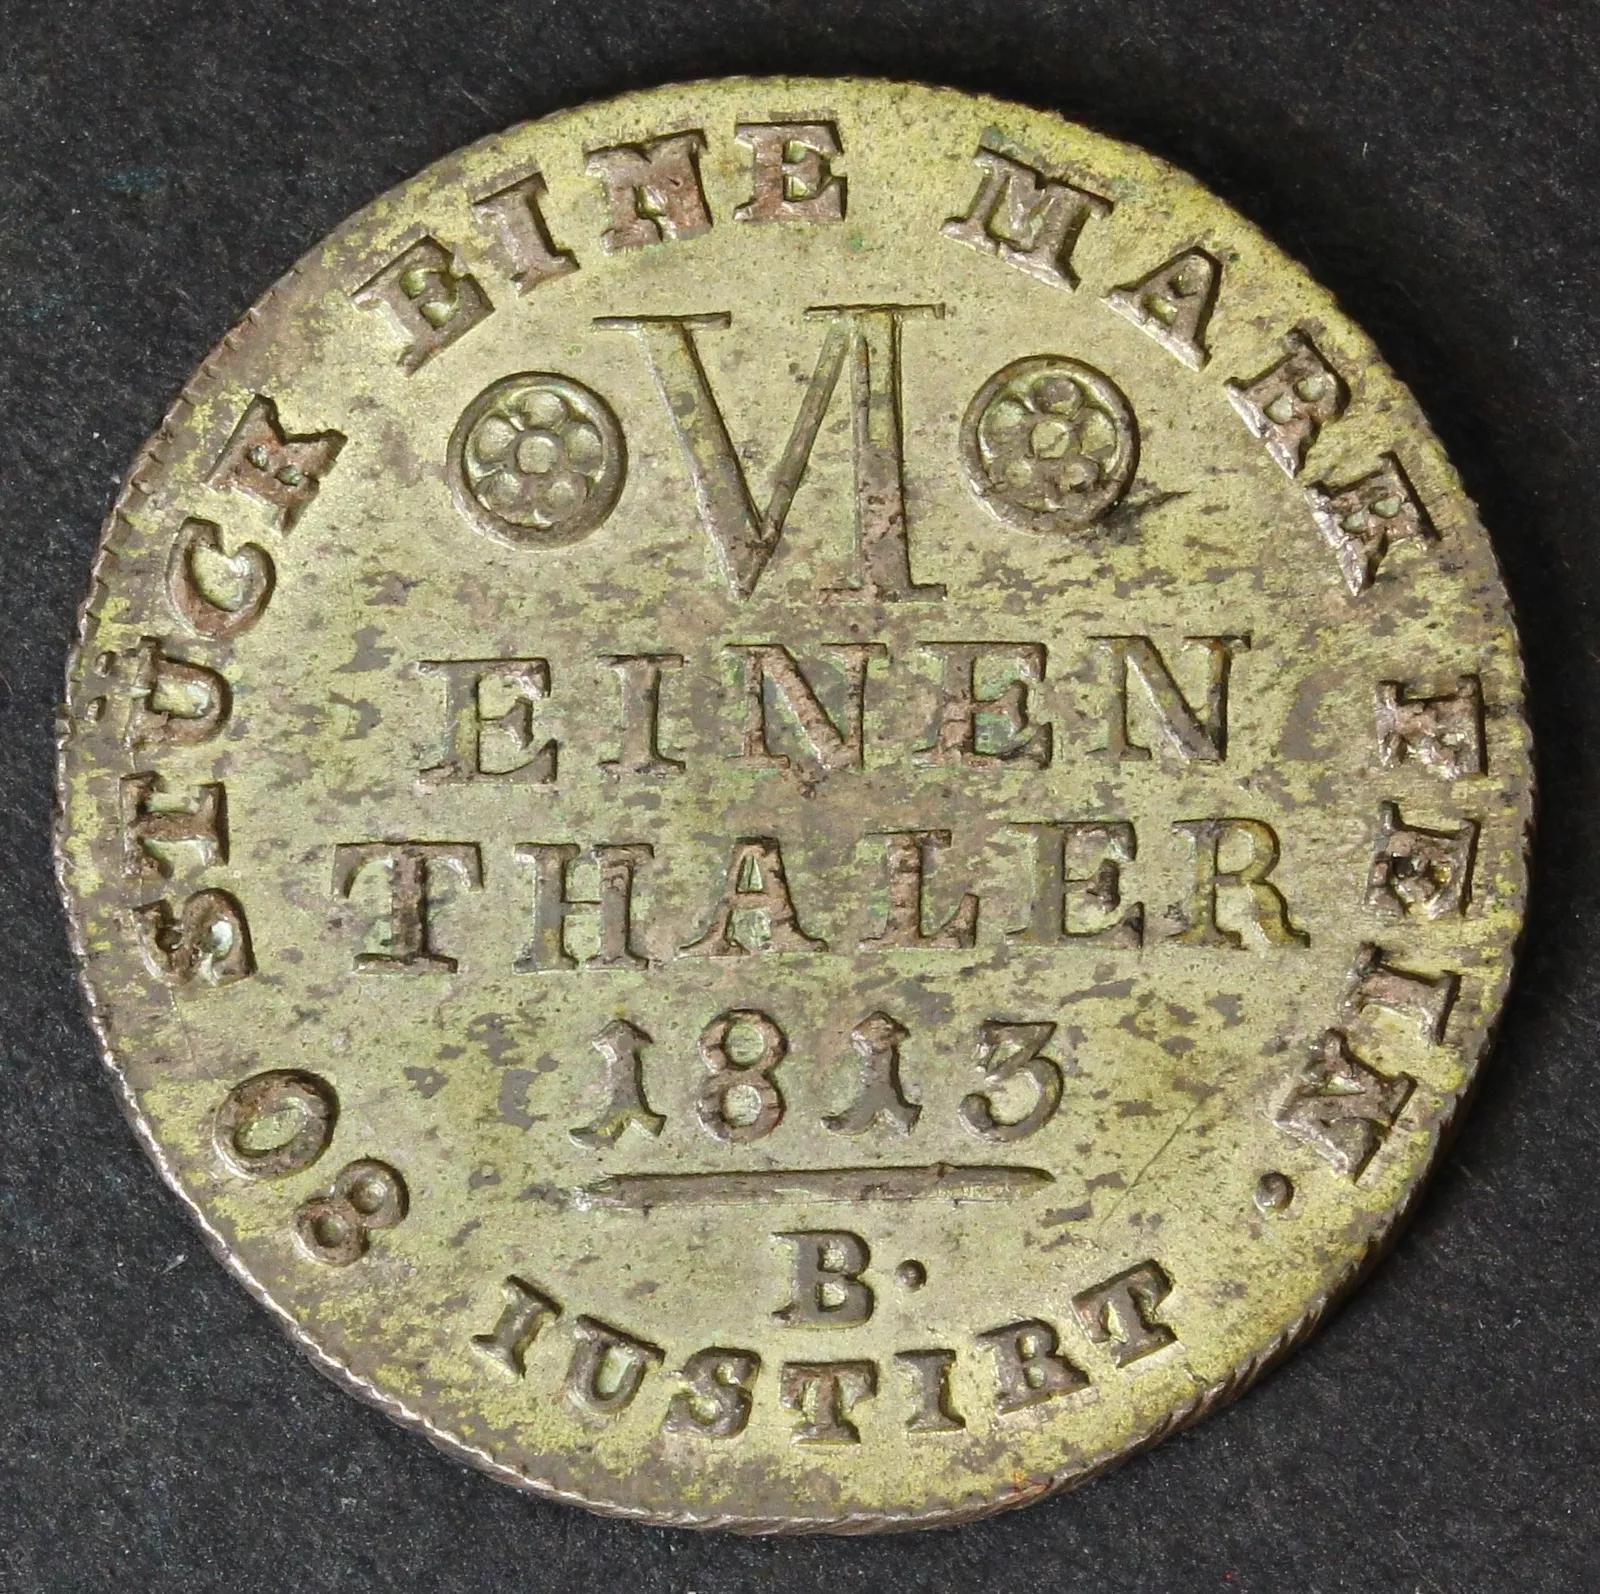 80 STÜCK EINE MARK FEIN.
VI
EINEN
THALER
1813
B.
IUSTIRT